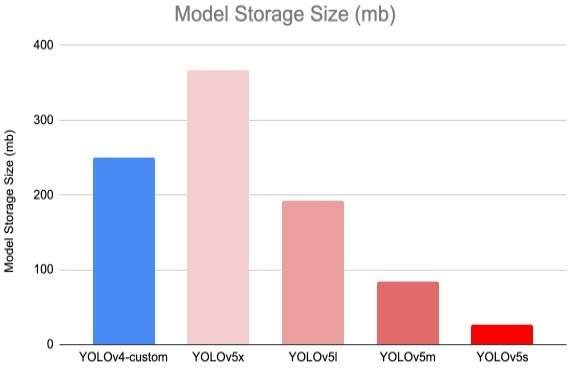 Model Storage Size (mb)
Model Storage Size (mb)
400
300
200
100
0
YOLOv4-custom
YOLOv5x
YOLOv5l
YOLOv5m
YOLOv5s